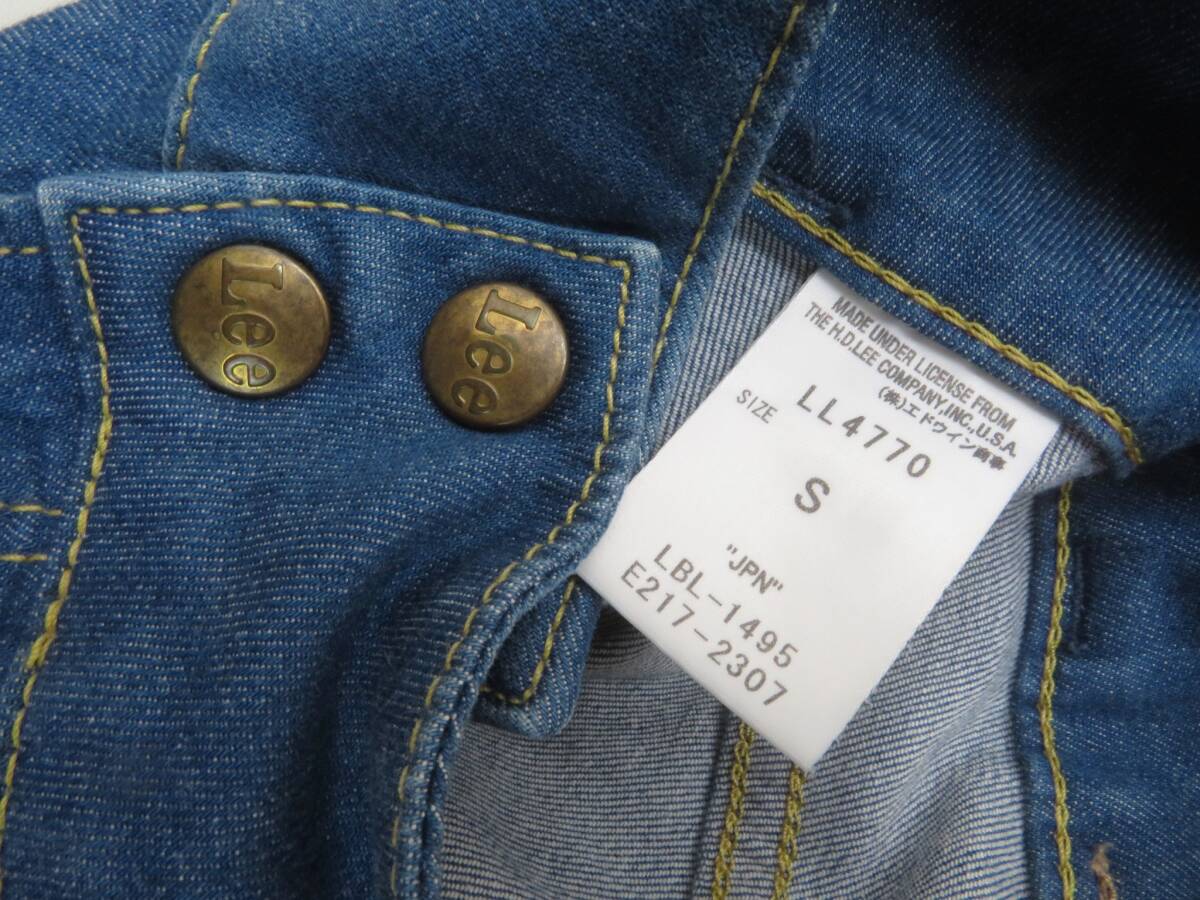 Lee
Lee
MADE UNDER LICENSE FROM
THE H.D.LEE COMPANY,INC.,U.S.A.
(株)エドウイン商事
LL4770
SIZE
S
"JPN"
LBL-1495
E217-2307